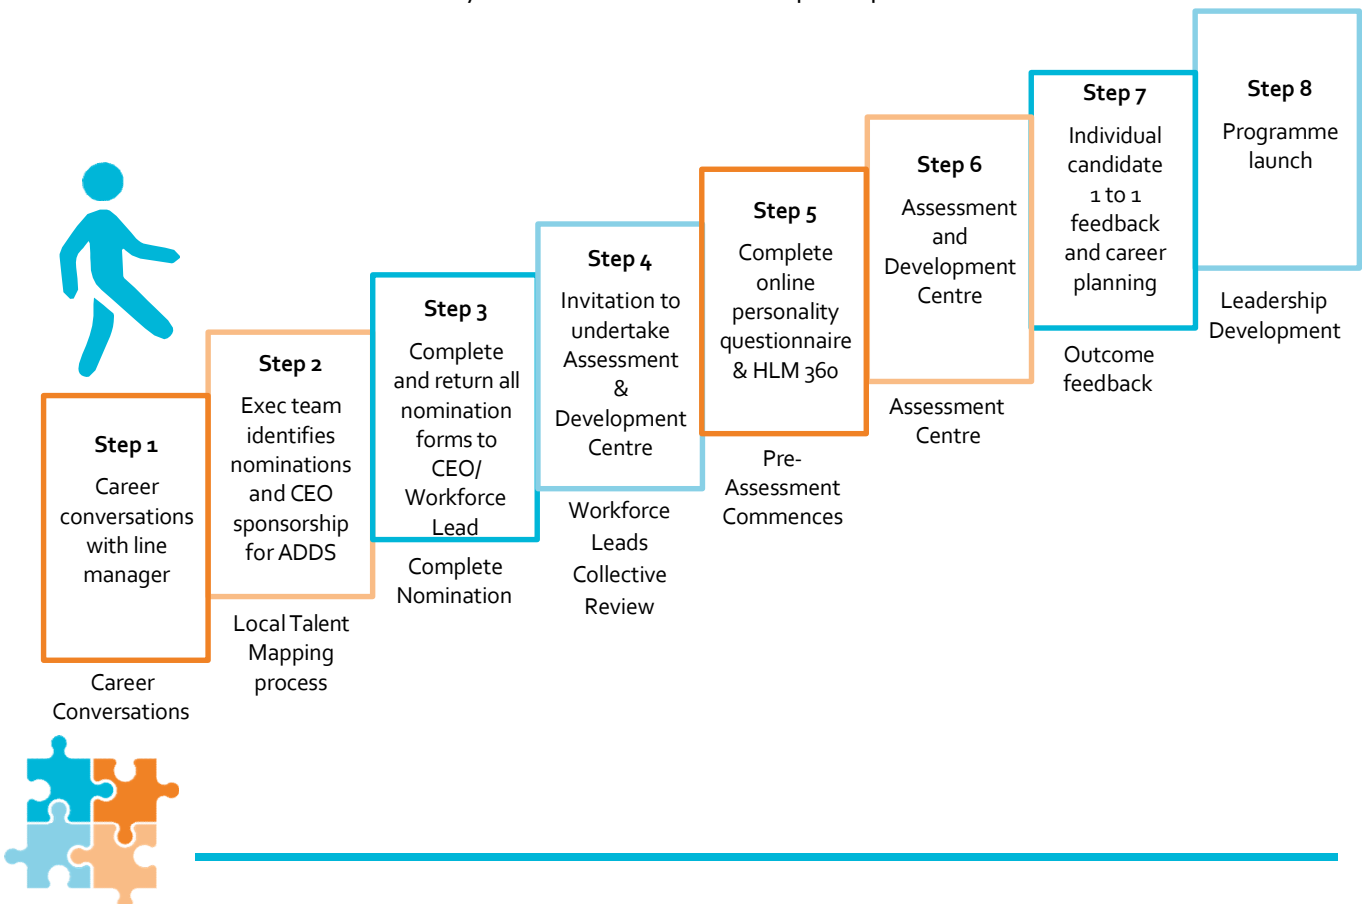 Step 1
Career
conversations
with line
manager
Career
Conversations
Step 2
Exec team
identifies
nominations
and CEO
sponsorship
for ADDS
Local Talent
Mapping
process
Step 3
Complete
and return all
nomination
forms to
CEO/
Workforce
Lead
Complete
Nomination
Step 4
Invitation to
undertake
Assessment
&
Development
Centre
Workforce
Leads
Collective
Review
Step 5
Complete
online
personality
questionnaire
& HLM 360
Pre-
Assessment
Commences
Step 6
Assessment
and
Development
Centre
Assessment
Centre
Step 7
Individual
candidate
1 to 1
feedback
and career
planning
Outcome
feedback
Step 8
Programme
launch
Leadership
Development